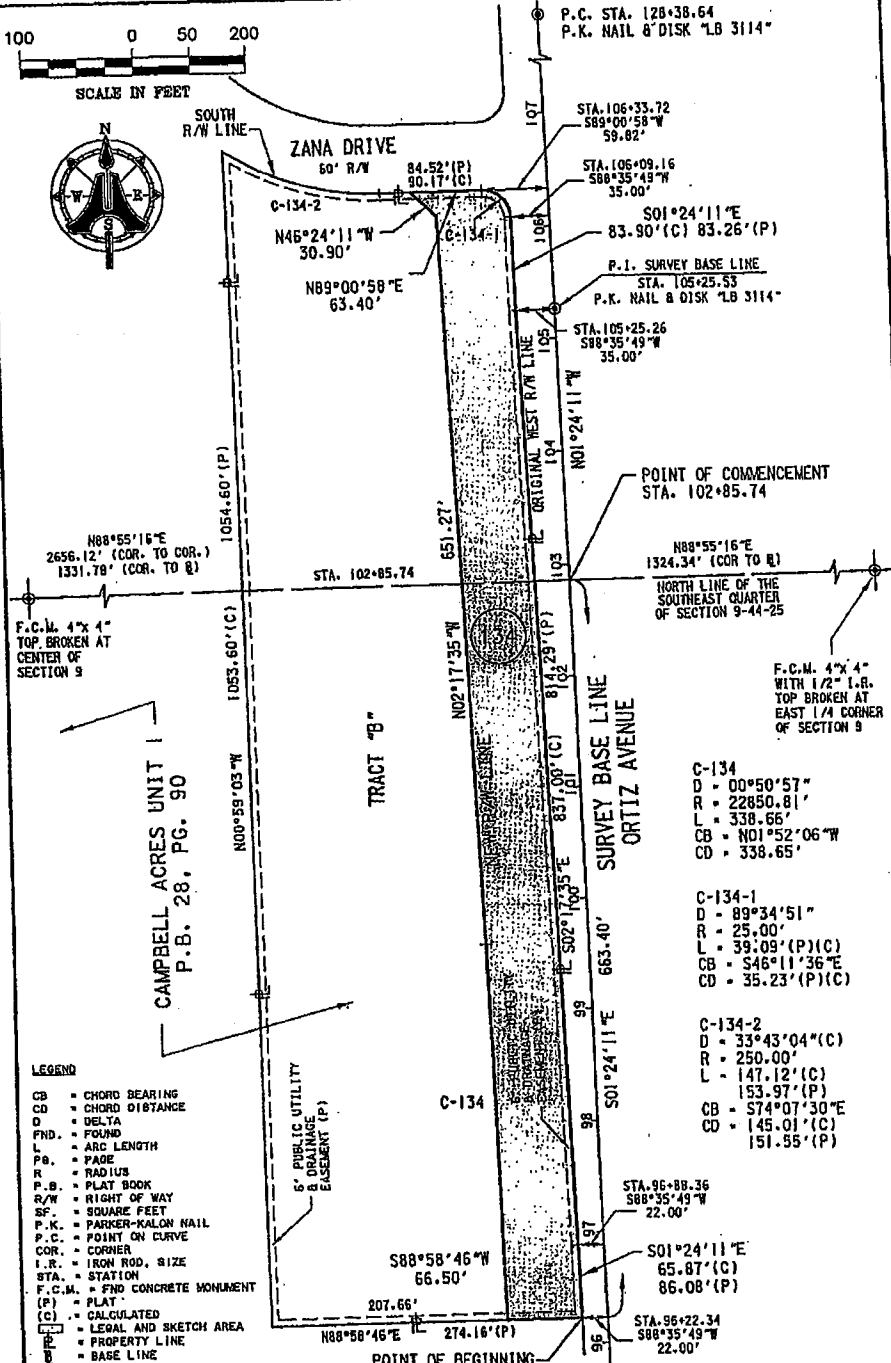 P.C. STA. 128+38.64
P.K. NAIL & DISK "LB 3114"
100 0 50 200
SCALE IN FEET
SOUTH
R/W LINE
ZANA DRIVE
60' R/W
84.52'(P)
90.17'(C)
107
STA.106+33.72
S89°00'58"W
59.82'
STA.106+09.16
S88°35'49"W
35.00'
N
W E
S
C-134-2
N46°24'11"W
30.90'
C-134-1
106
S01°24'11"E
83.90'(C) 83.26'(P)
N89°00'58"E
63.40'
P.I. SURVEY BASE LINE
STA. 105+25.53
P.K. NAIL & DISK "LB 3114"
105
STA.105+25.26
S88°35'49"W
35.00'
ORIGINAL WEST R/W LINE
104
N01°24'11"W
POINT OF COMMENCEMENT
STA. 102+85.74
1054.60'(P)
651.27'
N88°55'16"E
2656.12' (COR. TO COR.)
1331.78' (COR. TO B)
STA. 102+85.74
103
N88°55'16"E
1324.34' (COR TO B)
NORTH LINE OF THE
SOUTHEAST QUARTER
OF SECTION 9-44-25
F.C.M. 4"x 4"
TOP BROKEN AT
CENTER OF
SECTION 9
134
F.C.M. 4"x 4"
WITH 1/2" I.R.
TOP BROKEN AT
EAST 1/4 CORNER
OF SECTION 9
1053.60'(C)
N02°17'35"W
814.29'(P)
102
N00°59'03"W
TRACT "B"
NEW R/W LINE
837.00'(C)
101
SURVEY BASE LINE
ORTIZ AVENUE
CAMPBELL ACRES UNIT 1
P.B. 28, PG. 90
S02°17'35"E
100
663.40'
99
S01°24'11"E
C-134
D = 00°50'57"
R = 22850.81'
L = 338.66'
CB = N01°52'06"W
CD = 338.65'
C-134-1
D = 89°34'51"
R = 25.00'
L = 39.09'(P)(C)
CB = S46°11'36"E
CD = 35.23'(P)(C)
C-134-2
D = 33°43'04"(C)
R = 250.00'
L = 147.12'(C)
153.97'(P)
CB = S74°07'30"E
CD = 145.01'(C)
151.55'(P)
6' PUBLIC UTILITY
& DRAINAGE
EASEMENT (P)
C-134
98
6' PUBLIC UTILITY
& DRAINAGE
EASEMENT (P)
LEGEND
CB = CHORD BEARING
CD = CHORD DISTANCE
D = DELTA
FND. = FOUND
L = ARC LENGTH
PG. = PAGE
R = RADIUS
P.B. = PLAT BOOK
R/W = RIGHT OF WAY
SF. = SQUARE FEET
P.K. = PARKER-KALON NAIL
P.C. = POINT ON CURVE
COR. = CORNER
I.R. = IRON ROD, SIZE
STA. = STATION
F.C.M. = FND CONCRETE MONUMENT
(P) = PLAT
(C) = CALCULATED
= LEGAL AND SKETCH AREA
= PROPERTY LINE
B = BASE LINE
STA.96+88.36
S88°35'49"W
22.00'
97
S01°24'11"E
65.87'(C)
86.08'(P)
S88°58'46"W
66.50'
207.66'
N88°58'46"E 274.16'(P)
POINT OF BEGINNING
96
STA.96+22.34
S88°35'49"W
22.00'